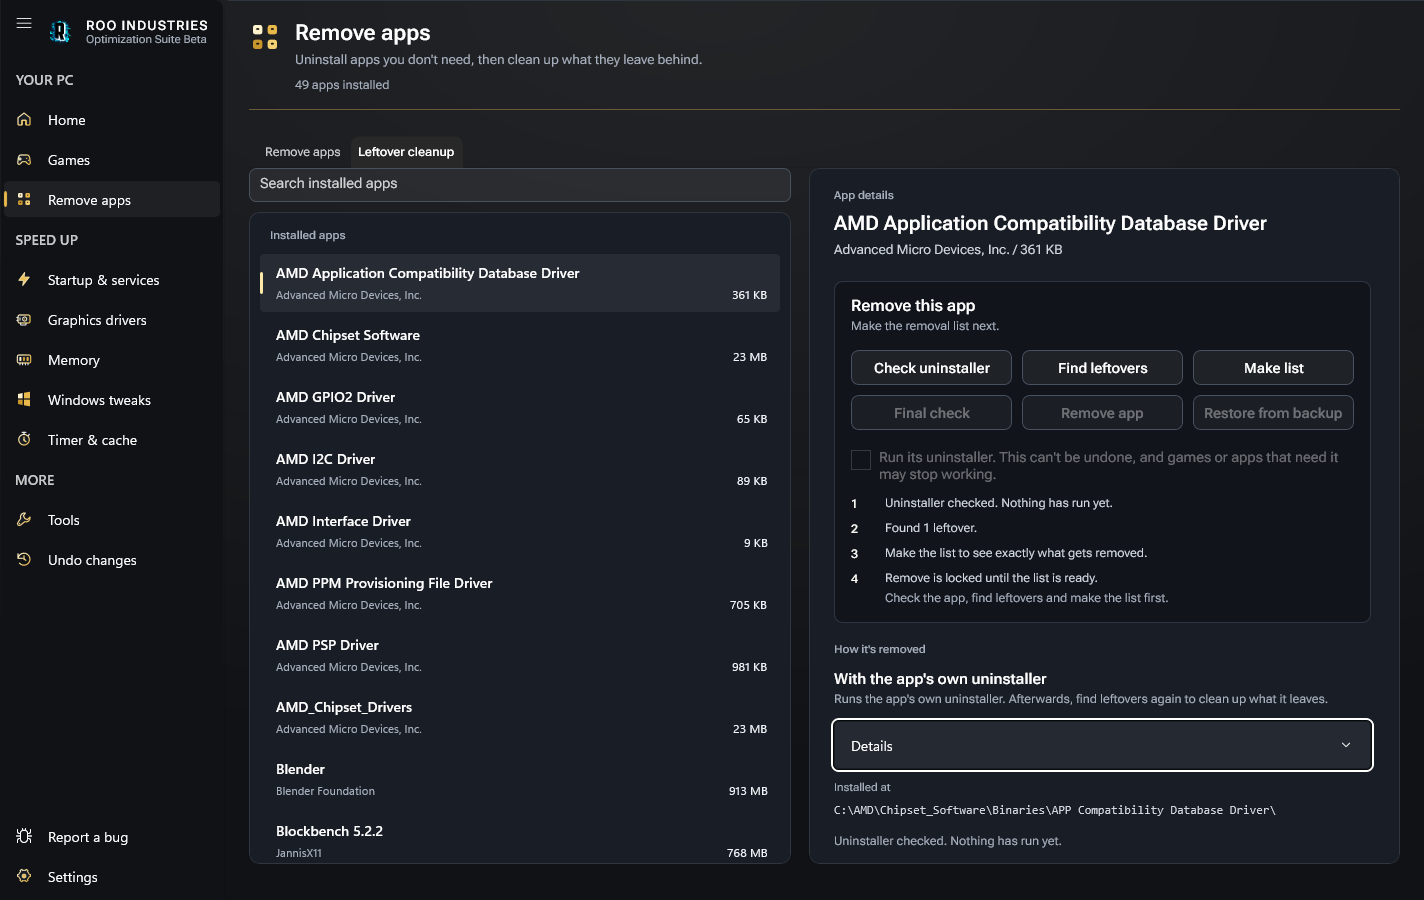 ROO INDUSTRIES
Optimization Suite Beta
YOUR PC
Home
Games
Remove apps
SPEED UP
Startup & services
Graphics drivers
Memory
Windows tweaks
Timer & cache
MORE
Tools
Undo changes
Report a bug
Settings
Remove apps
Uninstall apps you don't need, then clean up what they leave behind.
49 apps installed
Remove apps
Leftover cleanup
Search installed apps
Installed apps
AMD Application Compatibility Database Driver
Advanced Micro Devices, Inc.
361 KB
AMD Chipset Software
Advanced Micro Devices, Inc.
23 MB
AMD GPIO2 Driver
Advanced Micro Devices, Inc.
65 KB
AMD I2C Driver
Advanced Micro Devices, Inc.
89 KB
AMD Interface Driver
Advanced Micro Devices, Inc.
9 KB
AMD PPM Provisioning File Driver
Advanced Micro Devices, Inc.
705 KB
AMD PSP Driver
Advanced Micro Devices, Inc.
981 KB
AMD_Chipset_Drivers
Advanced Micro Devices, Inc.
23 MB
Blender
Blender Foundation
913 MB
Blockbench 5.2.2
JannisX11
768 MB
App details
AMD Application Compatibility Database Driver
Advanced Micro Devices, Inc. / 361 KB
Remove this app
Make the removal list next.
Check uninstaller
Find leftovers
Make list
Final check
Remove app
Restore from backup
Run its uninstaller. This can't be undone, and games or apps that need it
may stop working.
1 Uninstaller checked. Nothing has run yet.
2 Found 1 leftover.
3 Make the list to see exactly what gets removed.
4 Remove is locked until the list is ready.
Check the app, find leftovers and make the list first.
How it's removed
With the app's own uninstaller
Runs the app's own uninstaller. Afterwards, find leftovers again to clean up what it leaves.
Details
Installed at
C:\AMD\Chipset_Software\Binaries\APP Compatibility Database Driver\
Uninstaller checked. Nothing has run yet.